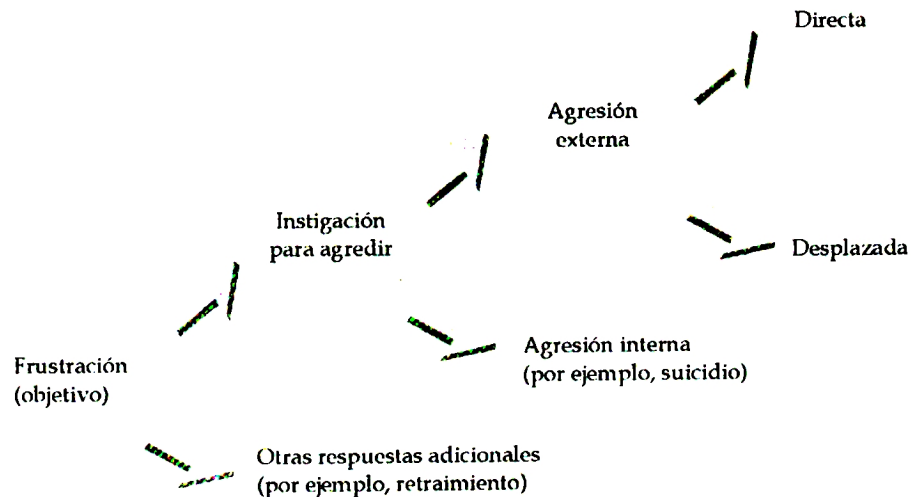 Directa
Agresión
externa
Instigación
para agredir
Desplazada
Frustración
(objetivo)
Agresión interna
(por ejemplo, suicidio)
Otras respuestas adicionales
(por ejemplo, retraimiento)